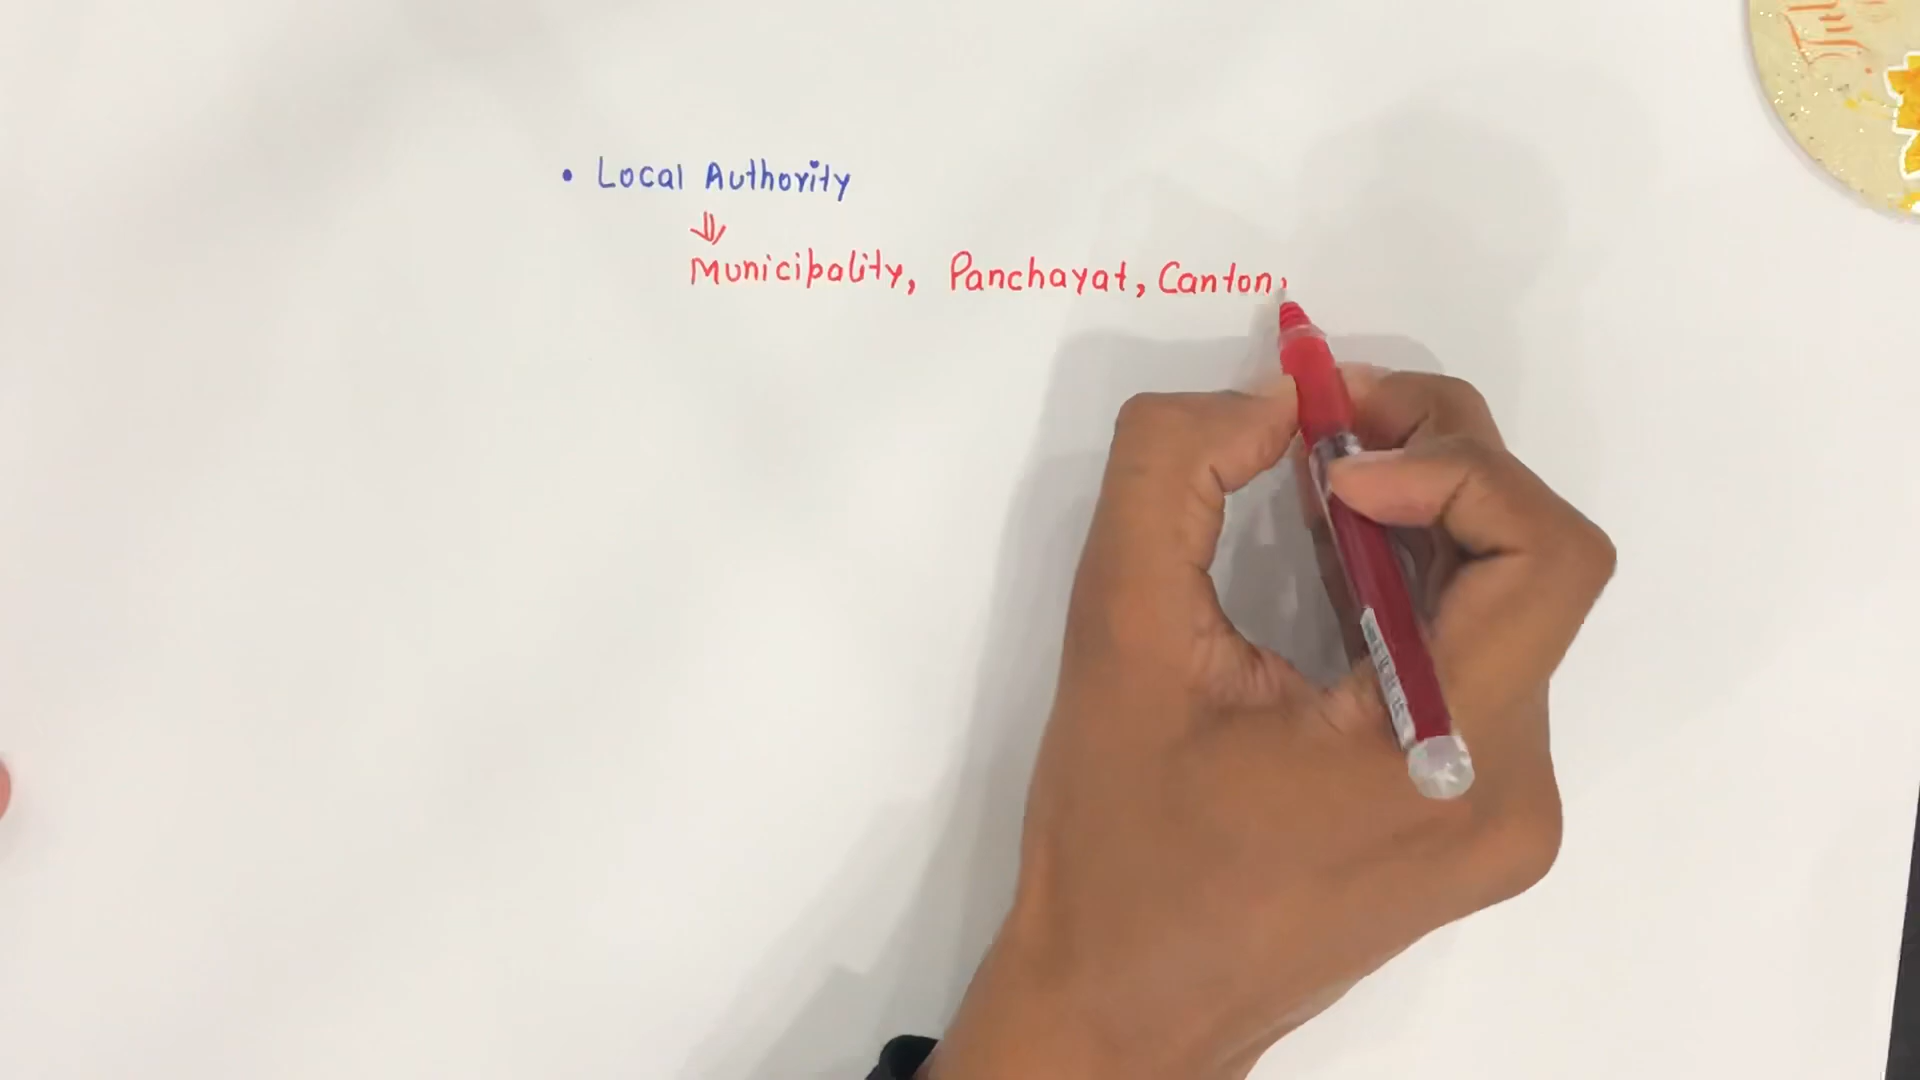 • Local Authority
⇓
Municipality, Panchayat, Canton,